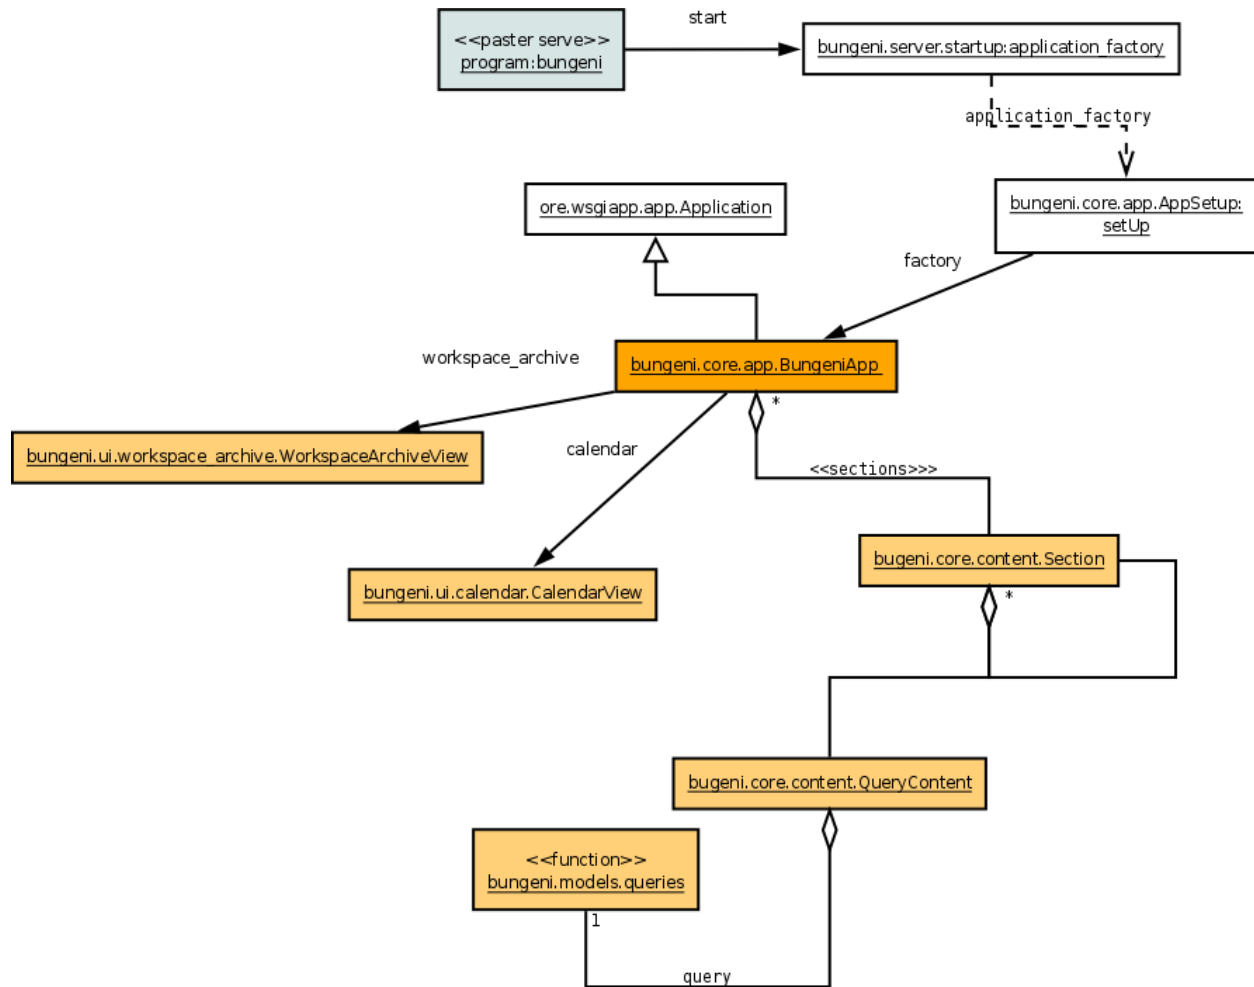 start
<<paster serve>>
program:bungeni
bungeni.server.startup:application_factory
application_factory
ore.wsgiapp.app.Application
bungeni.core.app.AppSetup:
setUp
factory
workspace_archive
bungeni.core.app.BungeniApp
*
bungeni.ui.workspace_archive.WorkspaceArchiveView
calendar
<<sections>>>
bugeni.core.content.Section
bungeni.ui.calendar.CalendarView
*
bugeni.core.content.QueryContent
<<function>>
bungeni.models.queries
1
query